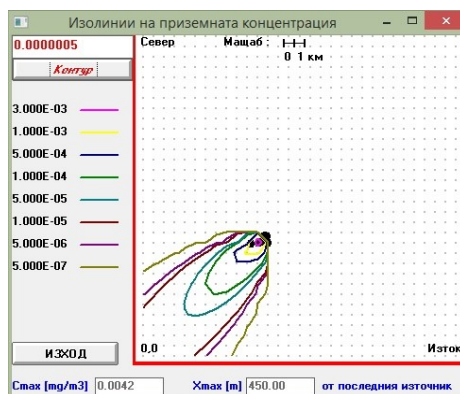 Изолинии на приземната концентрация
0.0000005
Север Мащаб :
0 1 км
Контур
3.000E-03
1.000E-03
5.000E-04
1.000E-04
5.000E-05
1.000E-05
5.000E-06
5.000E-07
ИЗХОД
0,0 Изток
Cmax [mg/m3] 0.0042 Xmax [m] 450.00 от последния източник